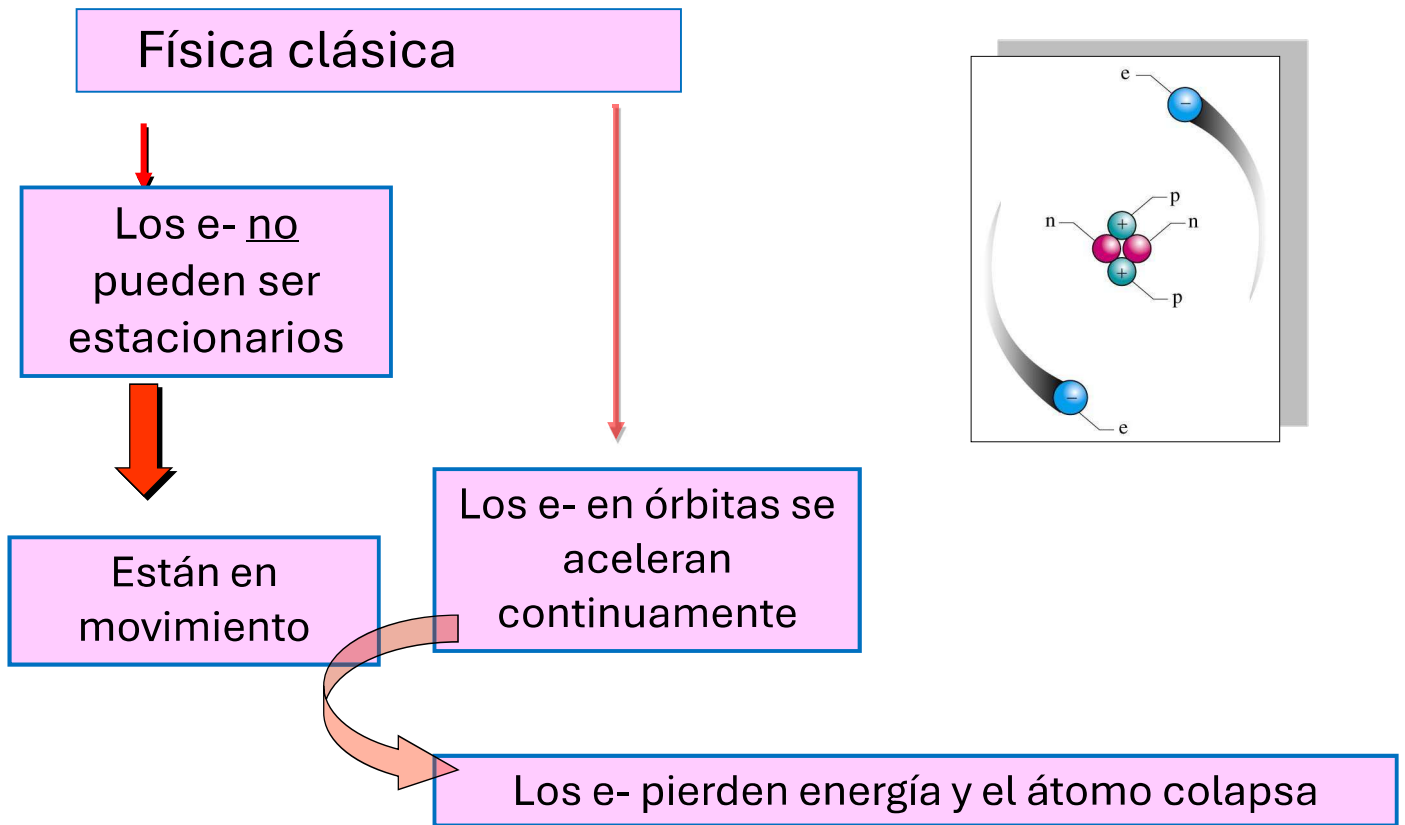 Física clásica
Los e- no
pueden ser
estacionarios
Están en
movimiento
Los e- en órbitas se
aceleran
continuamente
Los e- pierden energía y el átomo colapsa
e
−
p
n
+
n
+
p
−
e